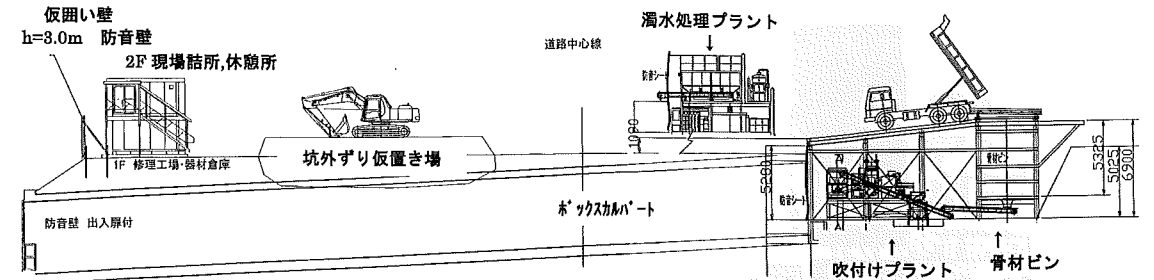 仮囲い壁
h=3.0m 防音壁
2F 現場詰所,休憩所
1F 修理工場・器材倉庫
坑外ずり仮置き場
道路中心線
濁水処理プラント
防音シート
ボックスカルバート
防音壁 出入扉付
防音シート
骨材ビン
5325
5025
6900
吹付けプラント
骨材ビン